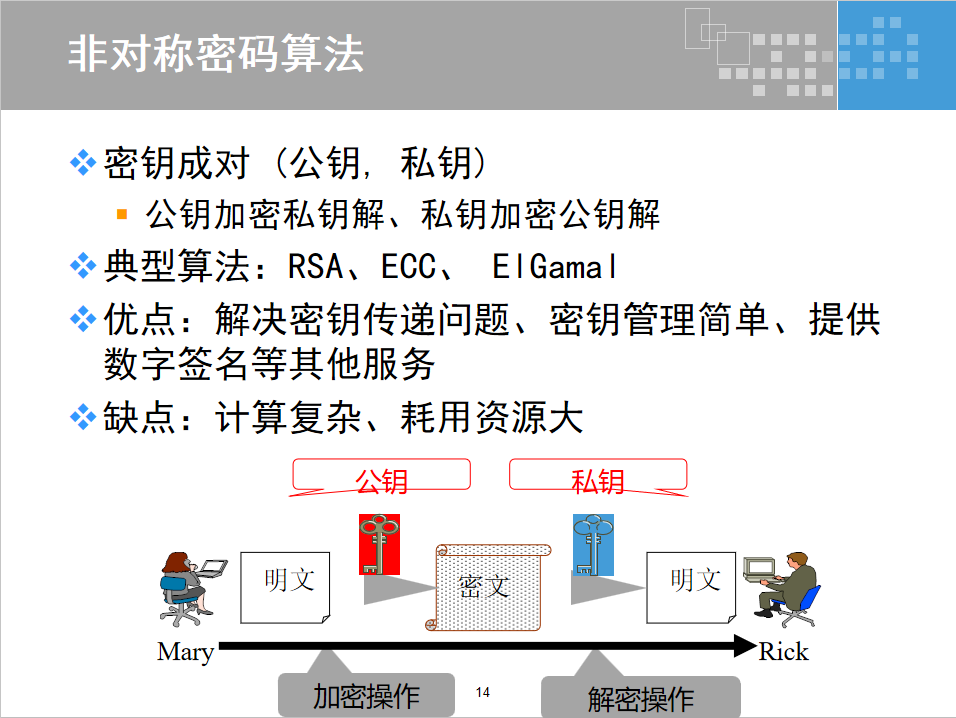 非对称密码算法
密钥成对（公钥, 私钥）
公钥加密私钥解、私钥加密公钥解
典型算法：RSA、ECC、 ElGamal
优点：解决密钥传递问题、密钥管理简单、提供
数字签名等其他服务
缺点：计算复杂、耗用资源大
公钥
私钥
明文
密文
明文
Mary
Rick
加密操作
14
解密操作